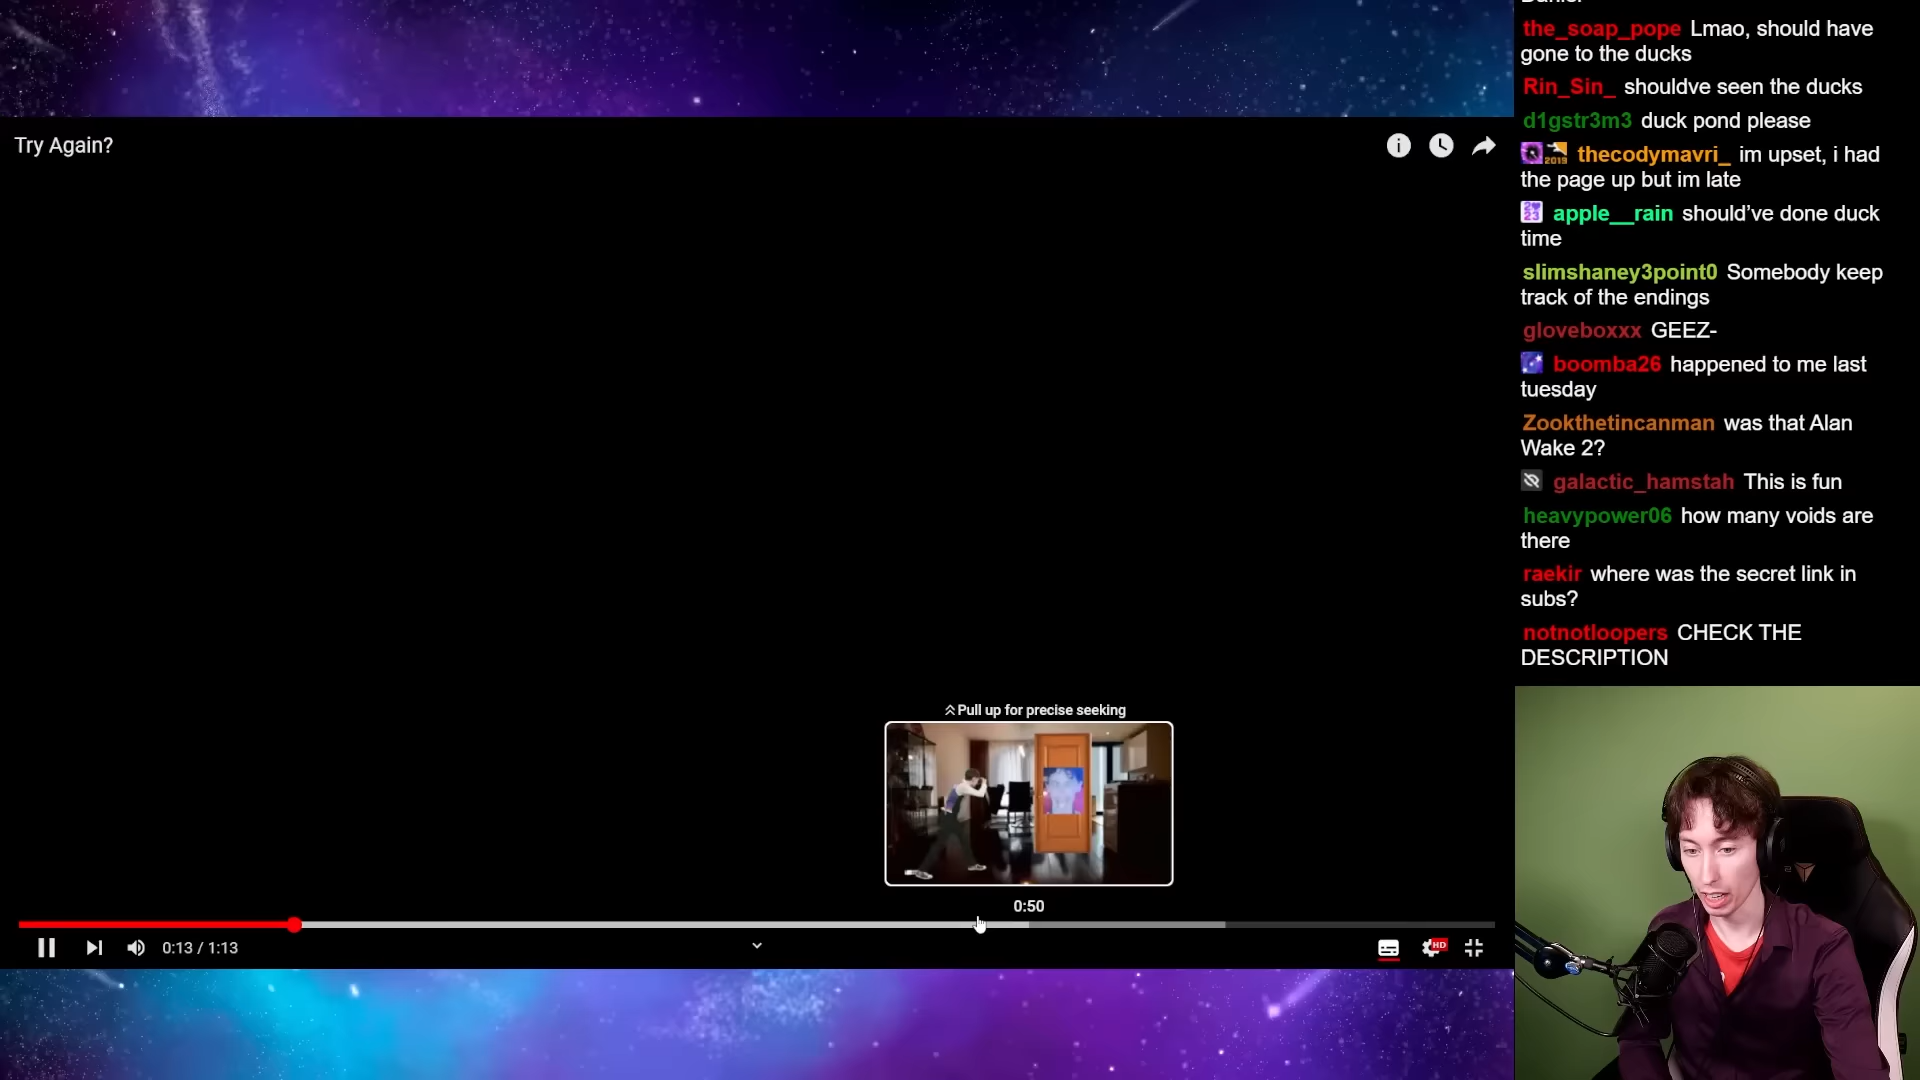 Try Again?
Pull up for precise seeking
0:50
0:13 / 1:13
HD
the_soap_pope Lmao, should have
gone to the ducks
Rin_Sin_ shouldve seen the ducks
d1gstr3m3 duck pond please
2019 thecodymavri_ im upset, i had
the page up but im late
23 apple__rain should've done duck
time
slimshaney3point0 Somebody keep
track of the endings
gloveboxxx GEEZ-
boomba26 happened to me last
tuesday
Zookthetincanman was that Alan
Wake 2?
galactic_hamstah This is fun
heavypower06 how many voids are
there
raekir where was the secret link in
subs?
notnotloopers CHECK THE
DESCRIPTION